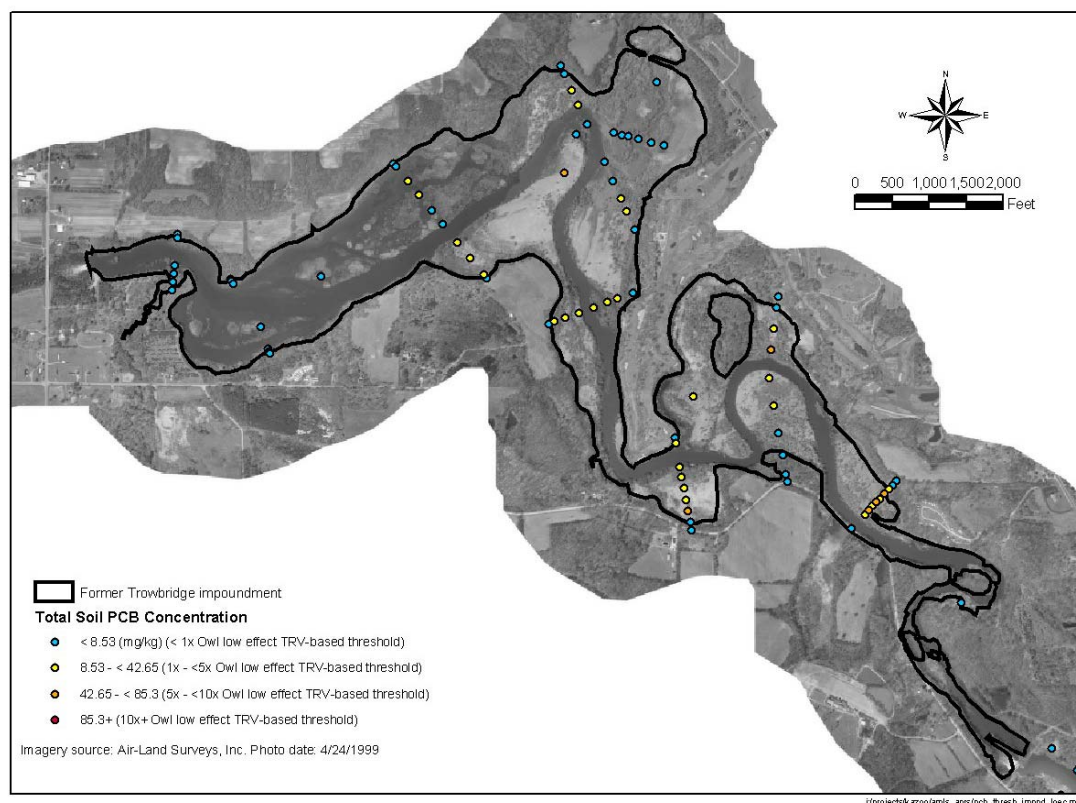 N
W
E
S
0 500 1,000 1,500 2,000
Feet
Former Trowbridge impoundment
Total Soil PCB Concentration
< 8.53 (mg/kg) (< 1x Owl low effect TRV-based threshold)
8.53 - < 42.65 (1x - <5x Owl low effect TRV-based threshold)
42.65 - < 85.3 (5x - <10x Owl low effect TRV-based threshold)
85.3+ (10x+ Owl low effect TRV-based threshold)
Imagery source: Air-Land Surveys, Inc. Photo date: 4/24/1999